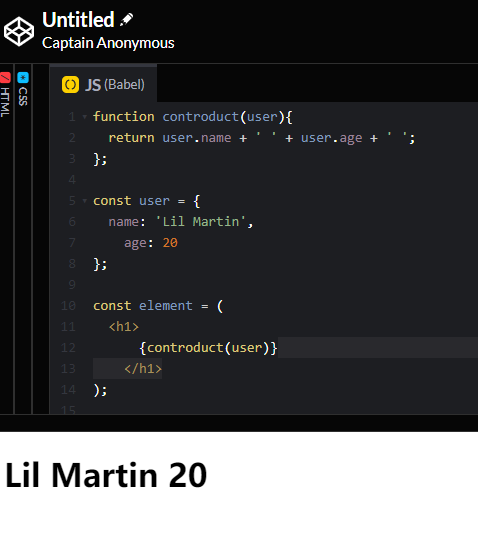 Untitled
Captain Anonymous
HTML
CSS
JS (Babel)
1 function controduct(user){
2 return user.name + ' ' + user.age + ' ';
3 };
4
5 const user = {
6 name: 'Lil Martin',
7 age: 20
8 };
9
10 const element = (
11 <h1>
12 {controduct(user)}
13 </h1>
14 );
15
Lil Martin 20